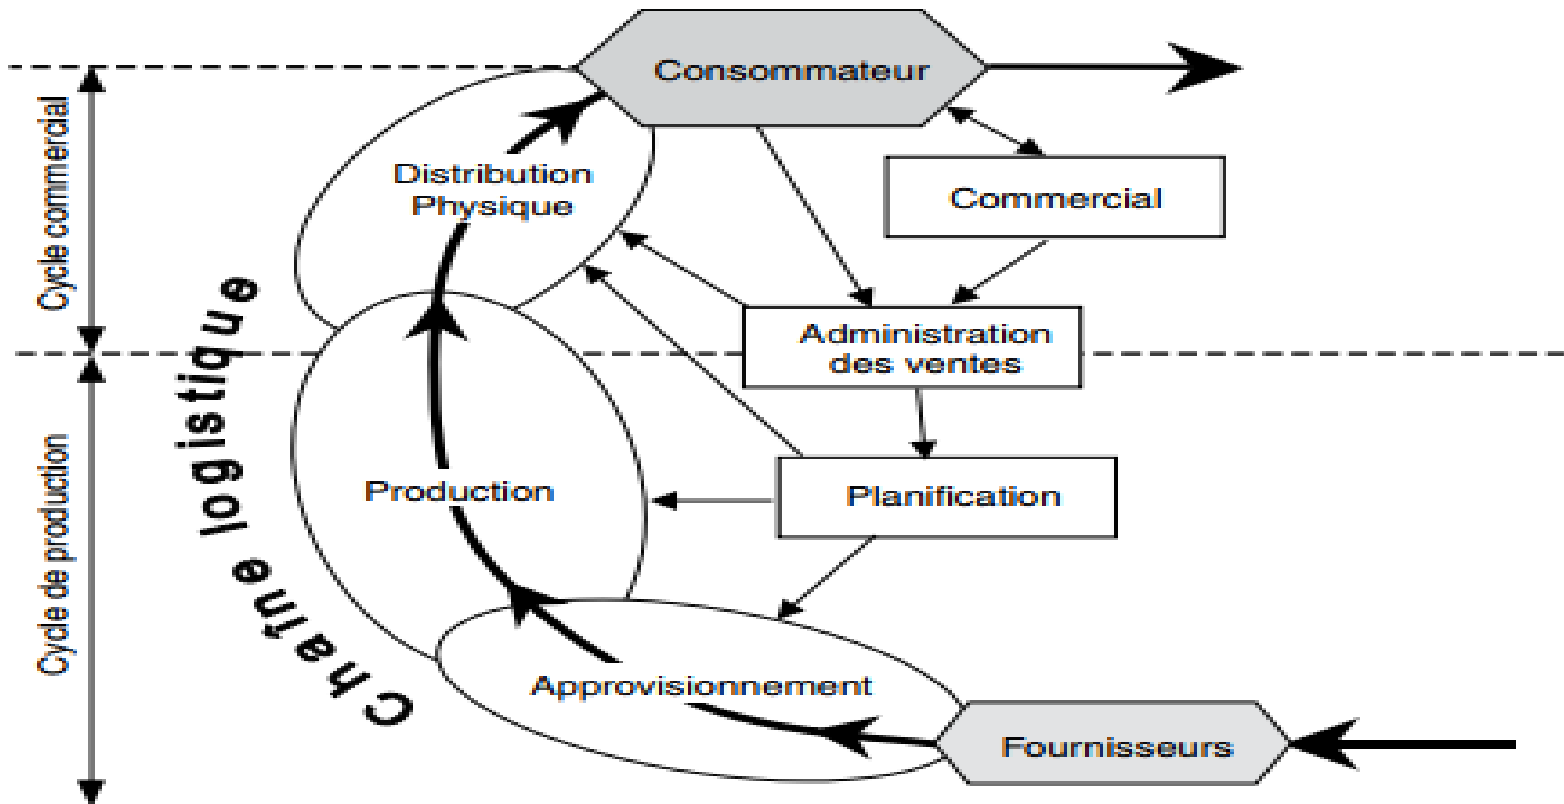 Consommateur
Cycle commercial
Distribution
Physique
Commercial
Administration
des ventes
Chaîne logistique
Production
Planification
Cycle de production
Approvisionnement
Fournisseurs